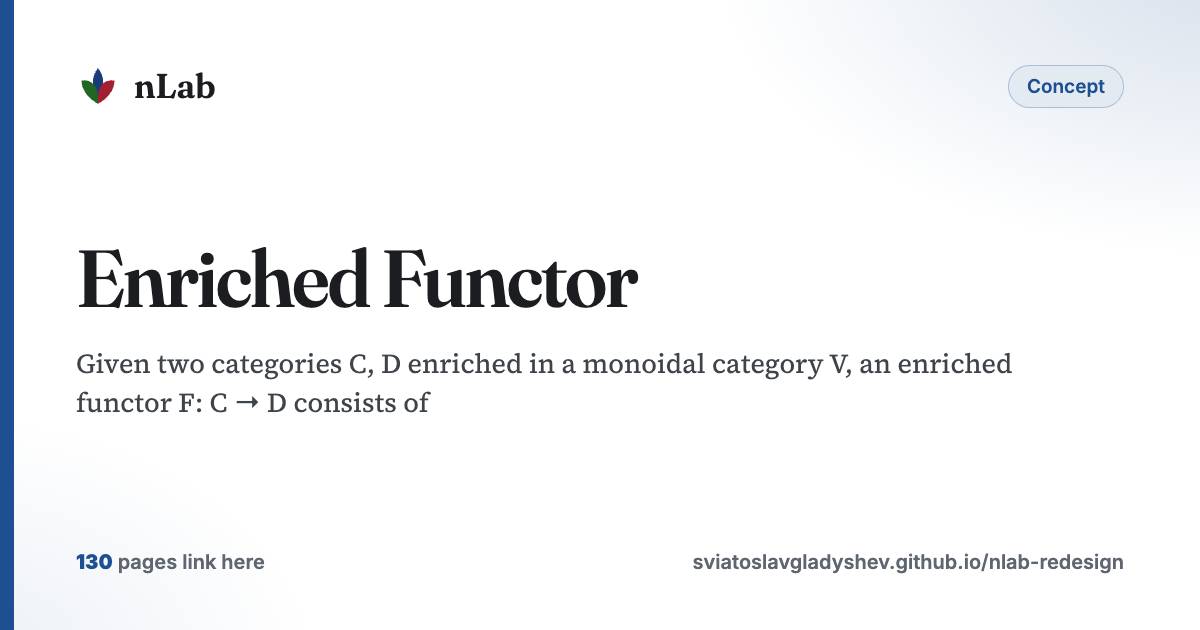 nLab
Concept
Enriched Functor
Given two categories C, D enriched in a monoidal category V, an enriched
functor F: C → D consists of
130 pages link here
sviatoslavgladyshev.github.io/nlab-redesign